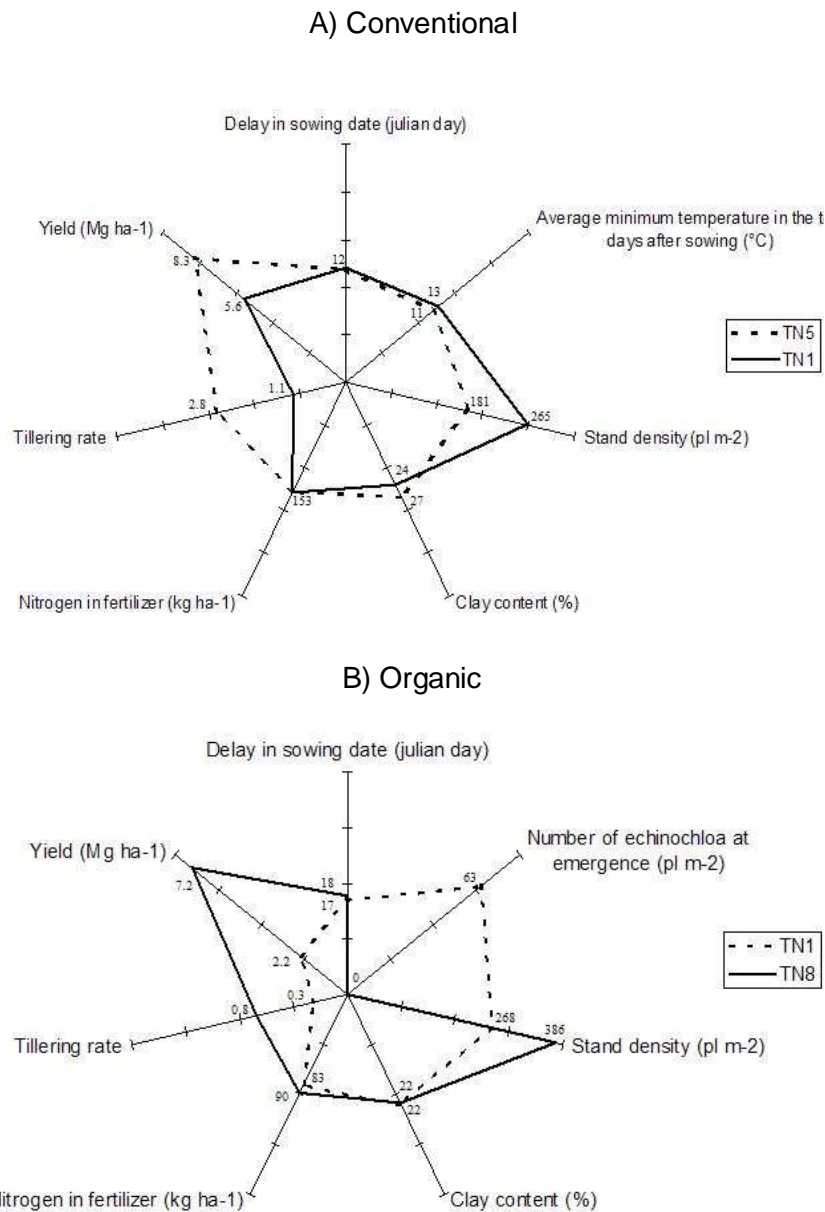 A) Conventional
Delay in sowing date (julian day)
Yield (Mg ha-1)
Average minimum temperature in the t
days after sowing (°C)
8.3
12
13
5.6
11
TN5
TN1
1.1
2.8
181
265
Tillering rate
Stand density (pl m-2)
24
153
27
Nitrogen in fertilizer (kg ha-1)
Clay content (%)
B) Organic
Delay in sowing date (julian day)
Number of echinochloa at
emergence (pl m-2)
Yield (Mg ha-1)
7.2
18
63
17
2.2
TN1
TN8
0
0.3
0,8
268
386
Tillering rate
Stand density (pl m-2)
83
22
90
22
litrogen in fertilizer (kg ha-1)
Clay content (%)